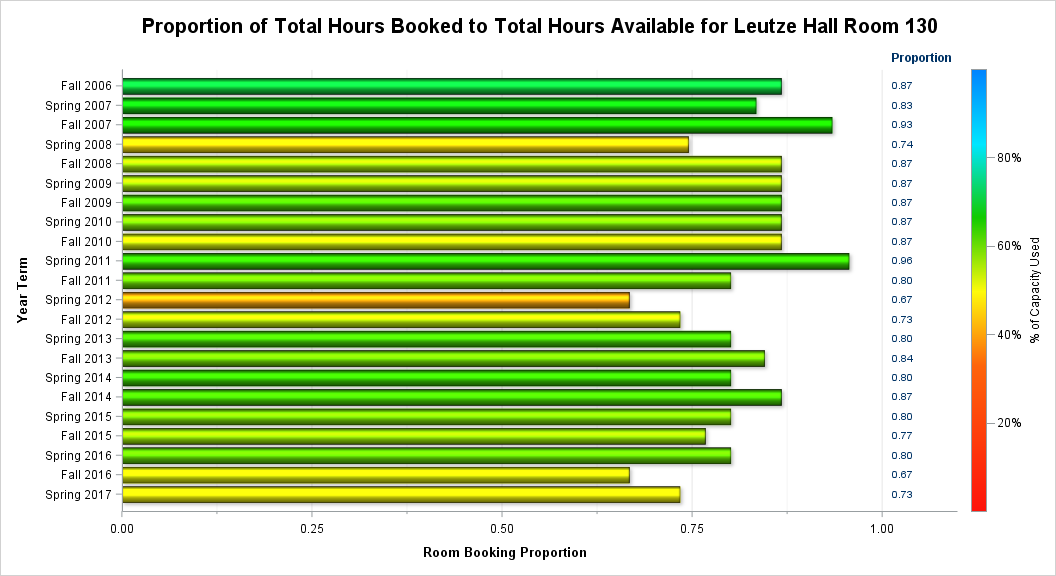 Proportion of Total Hours Booked to Total Hours Available for Leutze Hall Room 130
Proportion
Fall 2006 0.87
Spring 2007 0.83
Fall 2007 0.93
Spring 2008 0.74
Fall 2008 0.87
Spring 2009 0.87
Fall 2009 0.87
Spring 2010 0.87
Fall 2010 0.87
Spring 2011 0.96
Fall 2011 0.80
Spring 2012 0.67
Fall 2012 0.73
Spring 2013 0.80
Fall 2013 0.84
Spring 2014 0.80
Fall 2014 0.87
Spring 2015 0.80
Fall 2015 0.77
Spring 2016 0.80
Fall 2016 0.67
Spring 2017 0.73
Year Term
0.00 0.25 0.50 0.75 1.00
Room Booking Proportion
80%
60%
40%
20%
% of Capacity Used